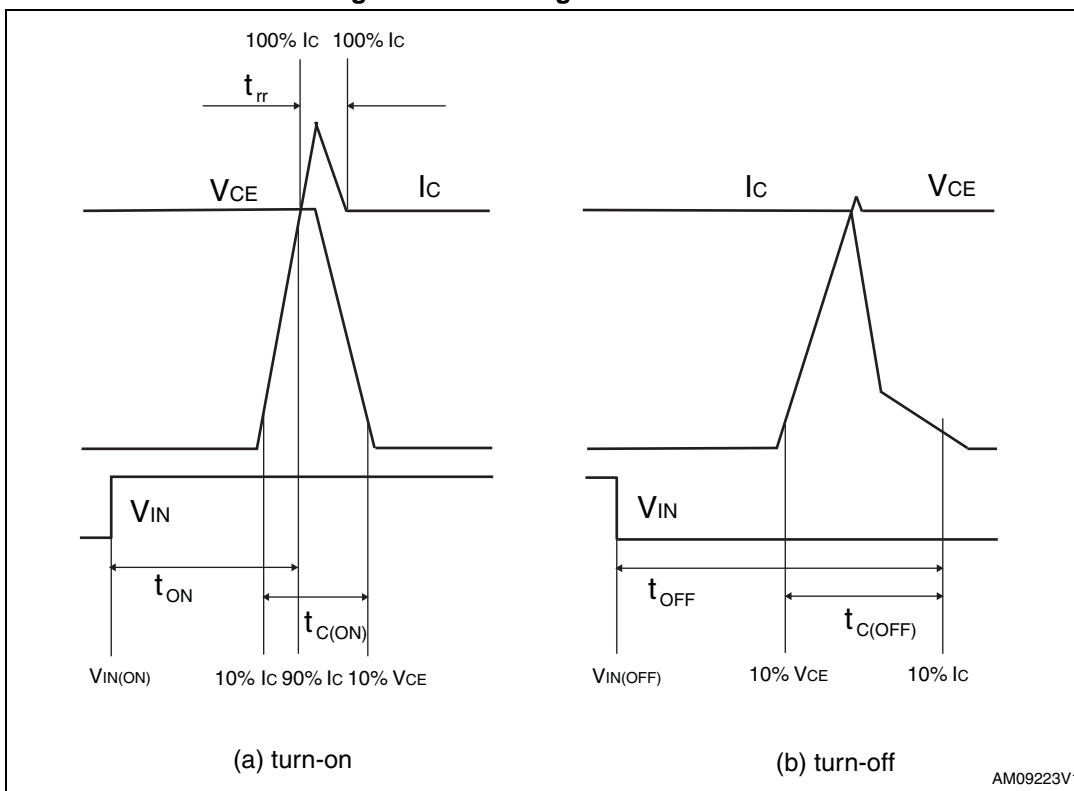 100% IC 100% IC
trr
VCE IC
IC VCE
VIN
VIN
tON
tOFF
tC(ON)
tC(OFF)
VIN(ON) 10% IC 90% IC 10% VCE
VIN(OFF) 10% VCE 10% IC
(a) turn-on
(b) turn-off